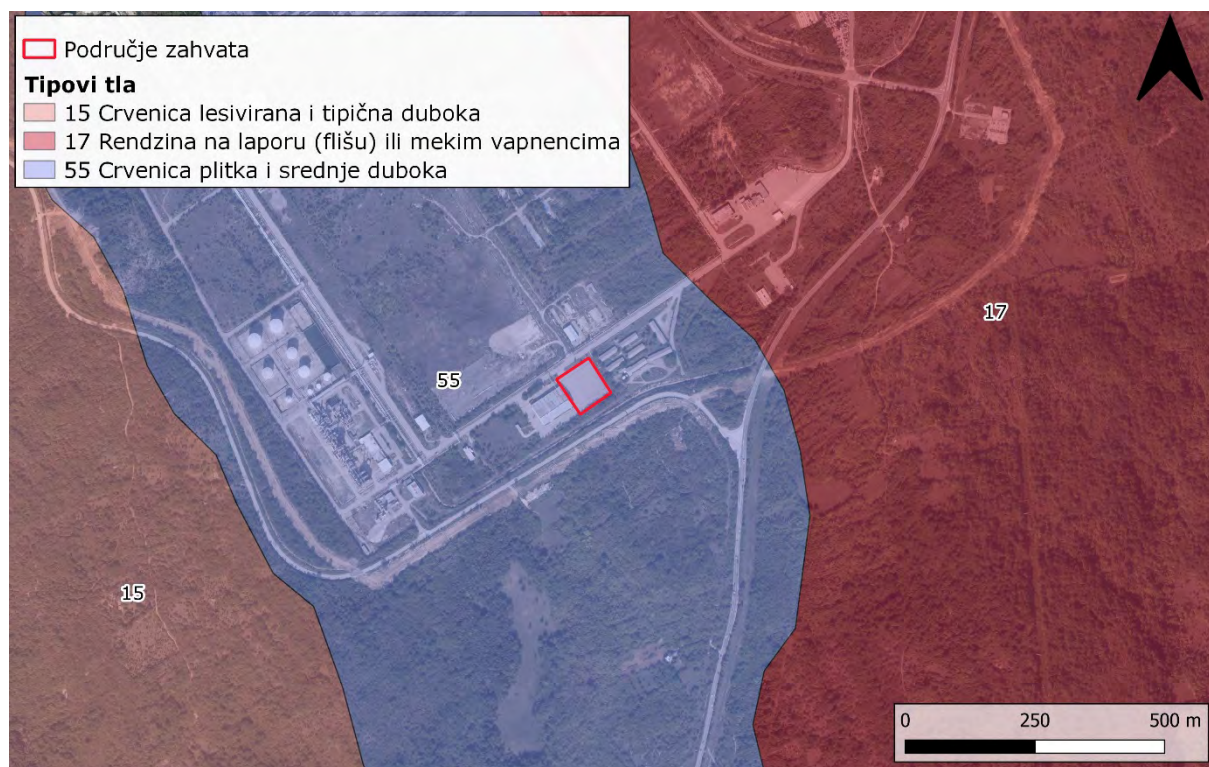 Područje zahvata
Tipovi tla
15 Crvenica lesivirana i tipična duboka
17 Rendzina na laporu (flišu) ili mekim vapnencima
55 Crvenica plitka i srednje duboka
17
55
15
0 250 500 m